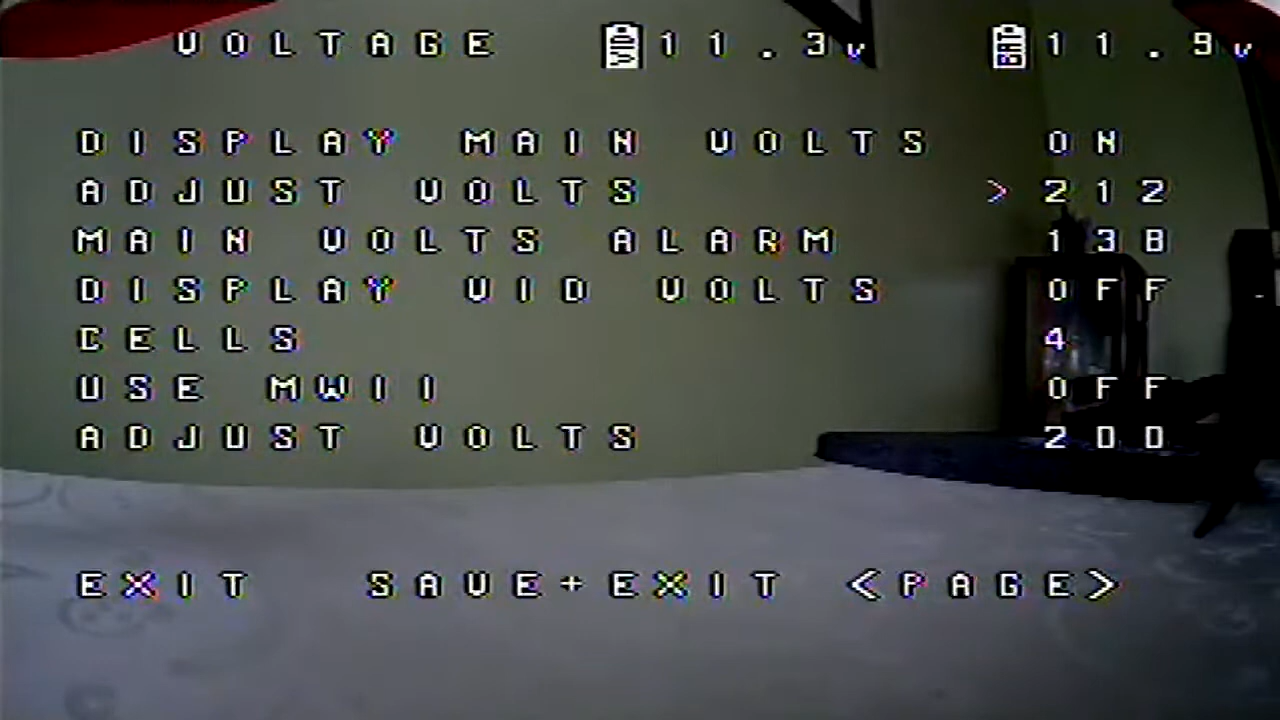 VOLTAGE 11.3v 11.9v
DISPLAY MAIN VOLTS ON
ADJUST VOLTS > 212
MAIN VOLTS ALARM 138
DISPLAY VID VOLTS OFF
CELLS 4
USE MWII OFF
ADJUST VOLTS 200
EXIT SAVE+EXIT <PAGE>